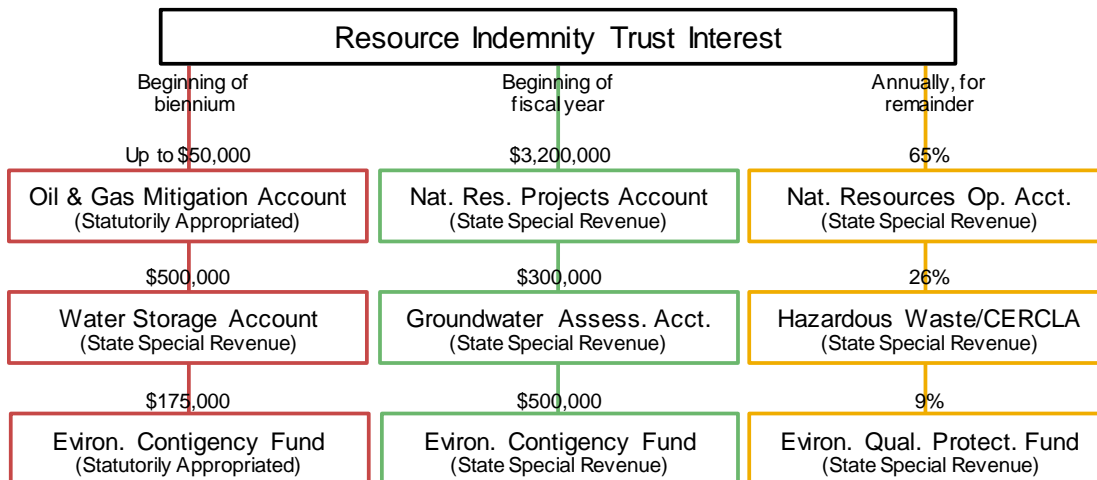 Resource Indemnity Trust Interest
Beginning of
biennium
Beginning of
fiscal year
Annually, for
remainder
Up to $50,000
$3,200,000
65%
Oil & Gas Mitigation Account
(Statutorily Appropriated)
Nat. Res. Projects Account
(State Special Revenue)
Nat. Resources Op. Acct.
(State Special Revenue)
$500,000
$300,000
26%
Water Storage Account
(State Special Revenue)
Groundwater Assess. Acct.
(State Special Revenue)
Hazardous Waste/CERCLA
(State Special Revenue)
$175,000
$500,000
9%
Eviron. Contigency Fund
(Statutorily Appropriated)
Eviron. Contigency Fund
(State Special Revenue)
Eviron. Qual. Protect. Fund
(State Special Revenue)